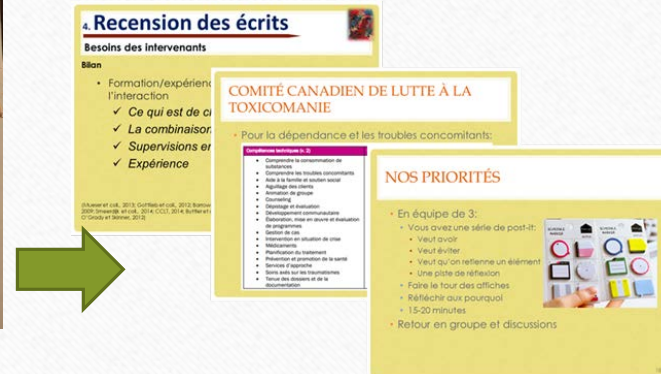 4. Recension des écrits
Besoins des intervenants
Bilan
• Formation/expérien
l'interaction
✓ Ce qui est de cl
✓ La combinaison
✓ Supervisions en
✓ Expérience
COMITÉ CANADIEN DE LUTTE À LA
TOXICOMANIE
• Pour la dépendance et les troubles concomitants:
Compétences techniques (v. 2)
• Comprendre la consommation de
substances
• Comprendre les troubles concomitants
• Aide à la famille et soutien social
• Aiguillage des clients
• Animation de groupe
• Counseling
• Dépistage et évaluation
• Développement communautaire
• Élaboration, mise en œuvre et évaluation
de programmes
• Gestion de cas
• Intervention en situation de crise
• Médicaments
• Planification du traitement
• Prévention et promotion de la santé
• Services d'approche
• Soins axés sur les traumatismes
• Tenue des dossiers et de la
documentation
NOS PRIORITÉS
• En équipe de 3:
• Vous avez une série de post-it:
• Veut avoir
• Veut éviter
• Veut qu'on retienne un élément
• Une piste de réflexion
• Faire le tour des affiches
• Réfléchir aux pourquoi
• 15-20 minutes
• Retour en groupe et discussions